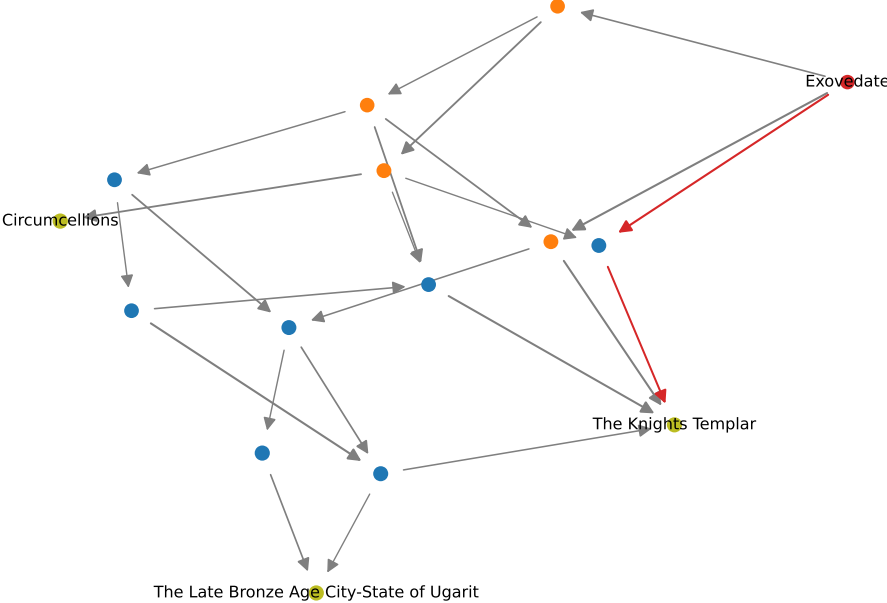 Exovedate
Circumcellions
The Knights Templar
The Late Bronze Age City-State of Ugarit